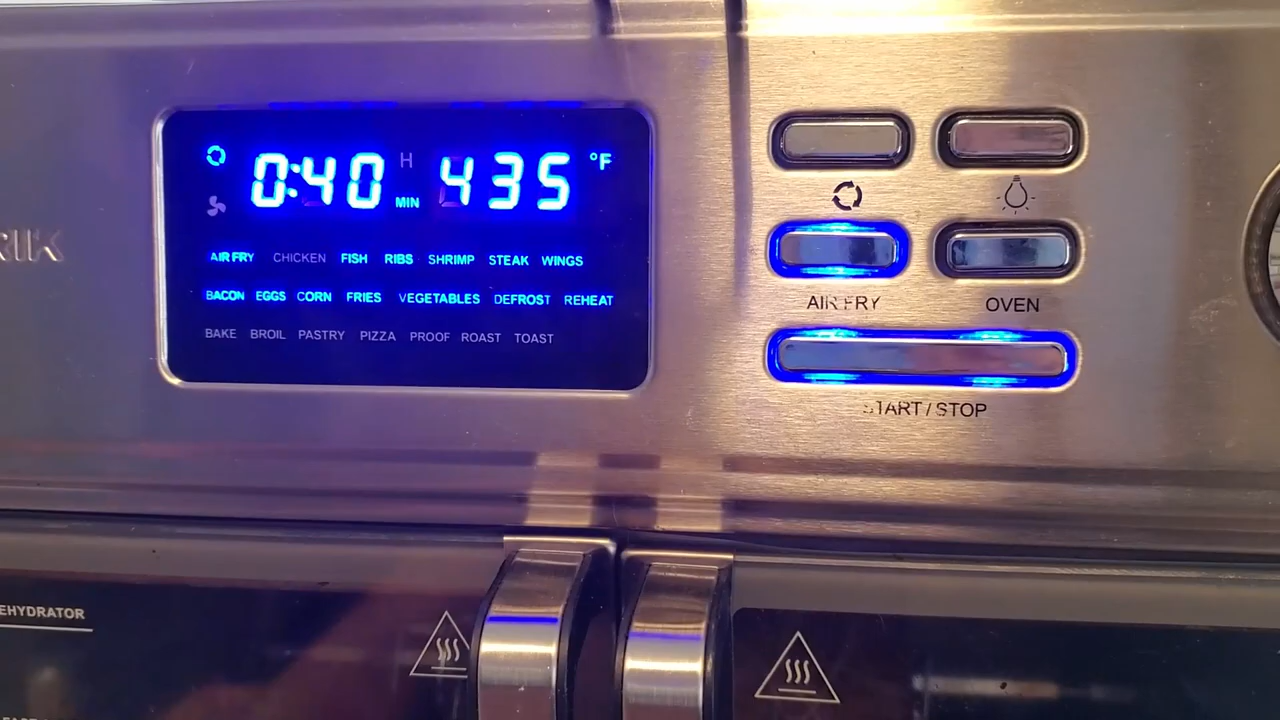 0:40 H MIN 435 °F
AIR FRY CHICKEN FISH RIBS SHRIMP STEAK WINGS
BACON EGGS CORN FRIES VEGETABLES DEFROST REHEAT
BAKE BROIL PASTRY PIZZA PROOF ROAST TOAST
AIR FRY OVEN
START / STOP